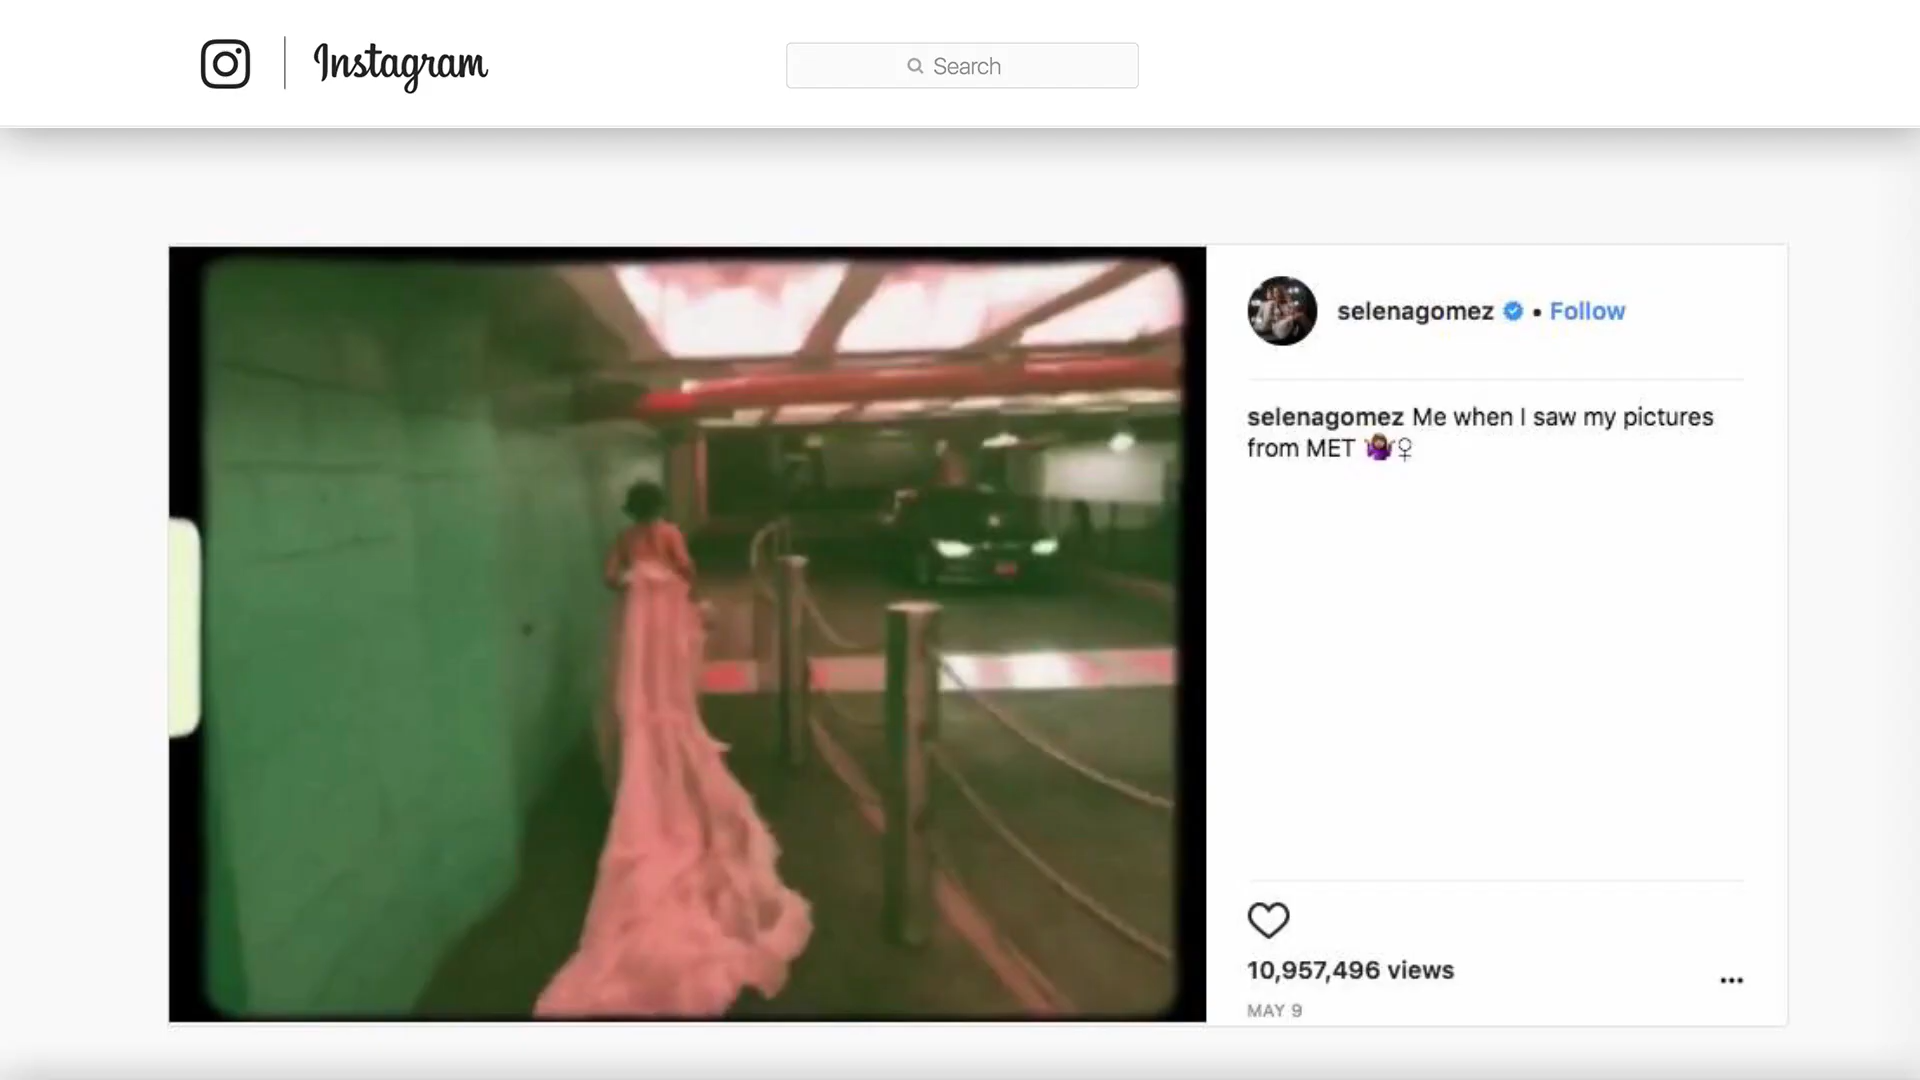 Instagram
Search
selenagomez • Follow
selenagomez Me when I saw my pictures
from MET 🤷🏽‍♀
10,957,496 views
MAY 9